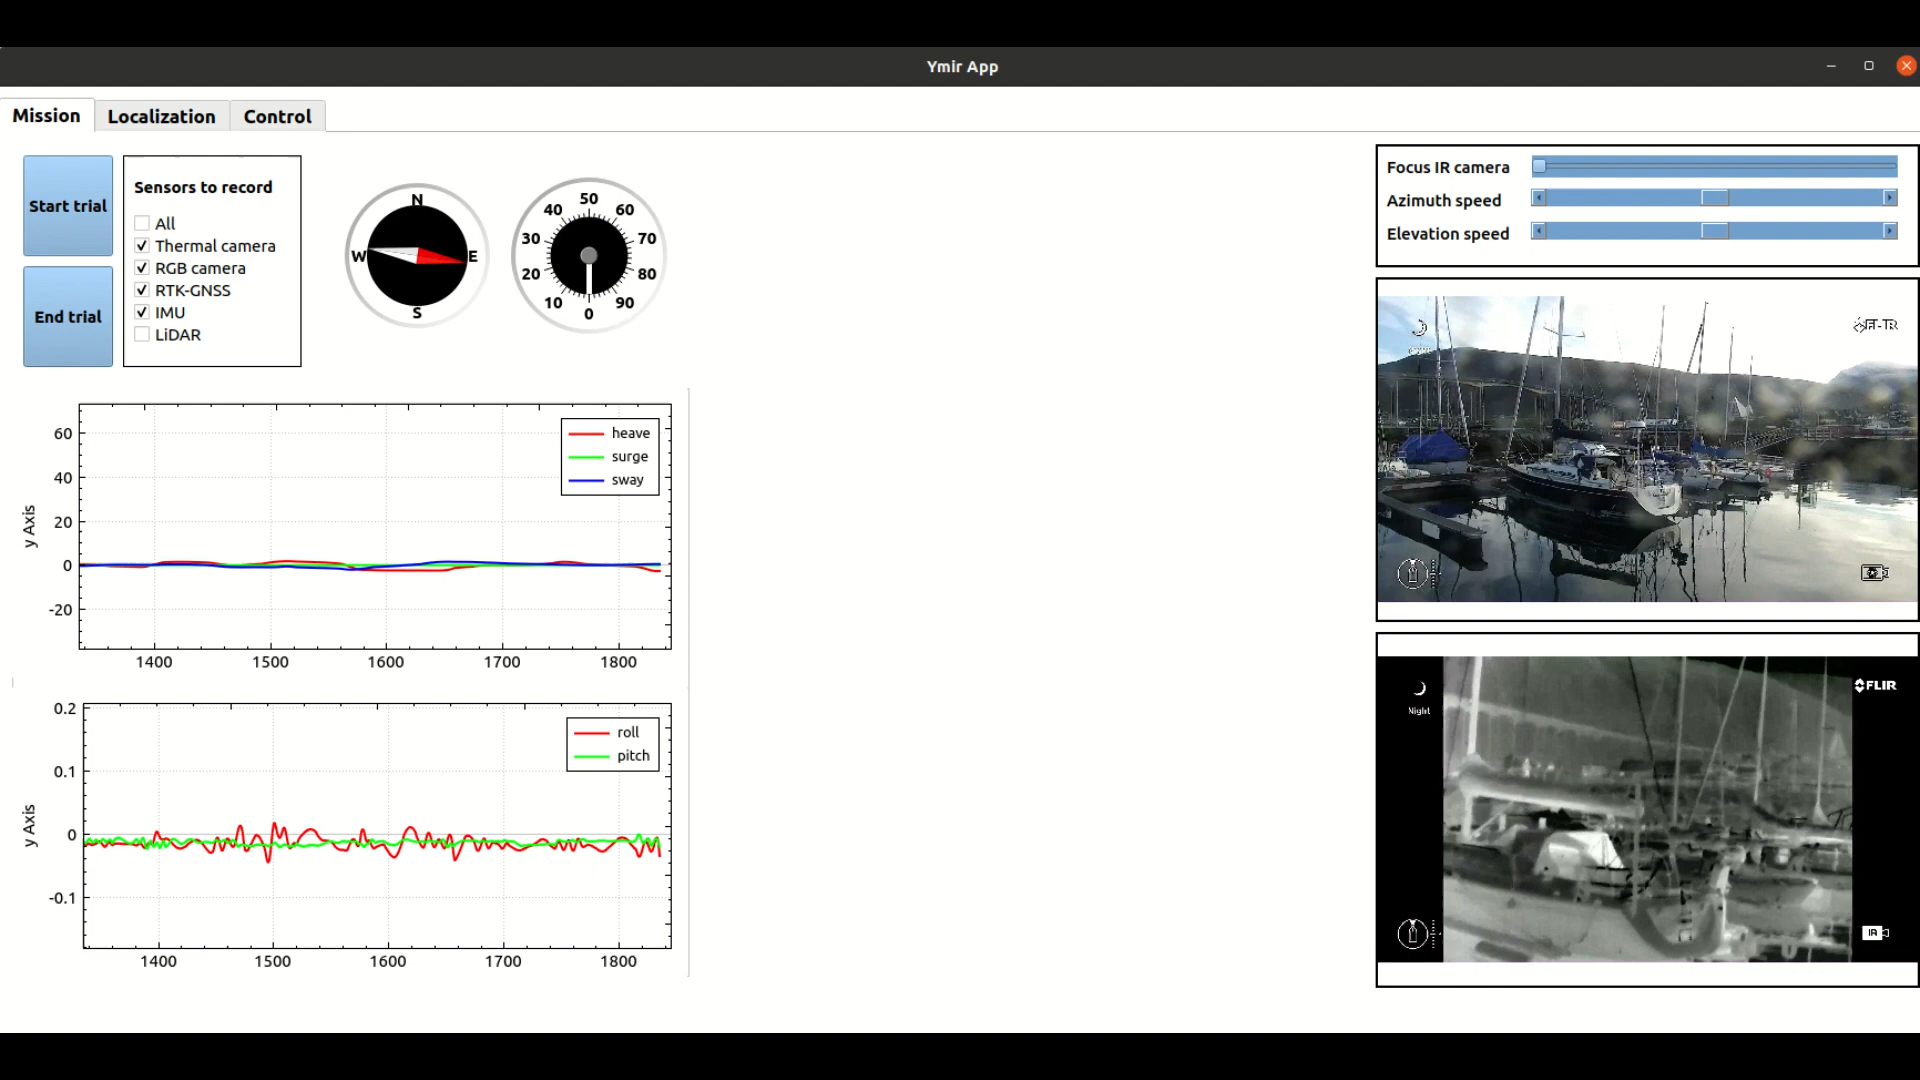 Ymir App
Mission Localization Control
Start trial
End trial
Sensors to record
All
Thermal camera
RGB camera
RTK-GNSS
IMU
LiDAR
N
W E
S
50
40 60
30 70
20 80
10 90
0
Focus IR camera
Azimuth speed
Elevation speed
heave
surge
sway
60
40
20
0
-20
y Axis
1400 1500 1600 1700 1800
roll
pitch
0.2
0.1
0
-0.1
y Axis
1400 1500 1600 1700 1800
FLIR
Night
IR